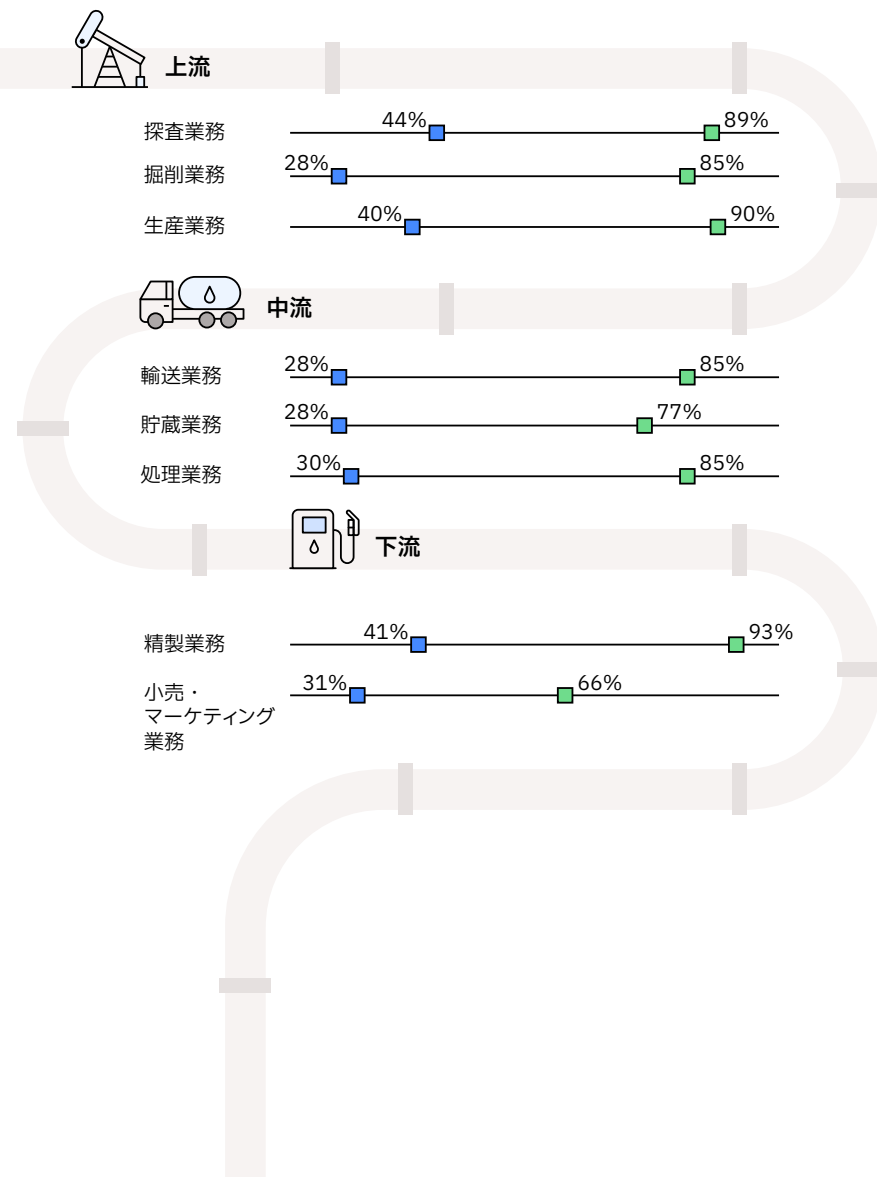 上流
探査業務
44%
89%
掘削業務
28%
85%
生産業務
40%
90%
中流
輸送業務
28%
85%
貯蔵業務
28%
77%
処理業務
30%
85%
下流
精製業務
41%
93%
小売・
マーケティング
業務
31%
66%